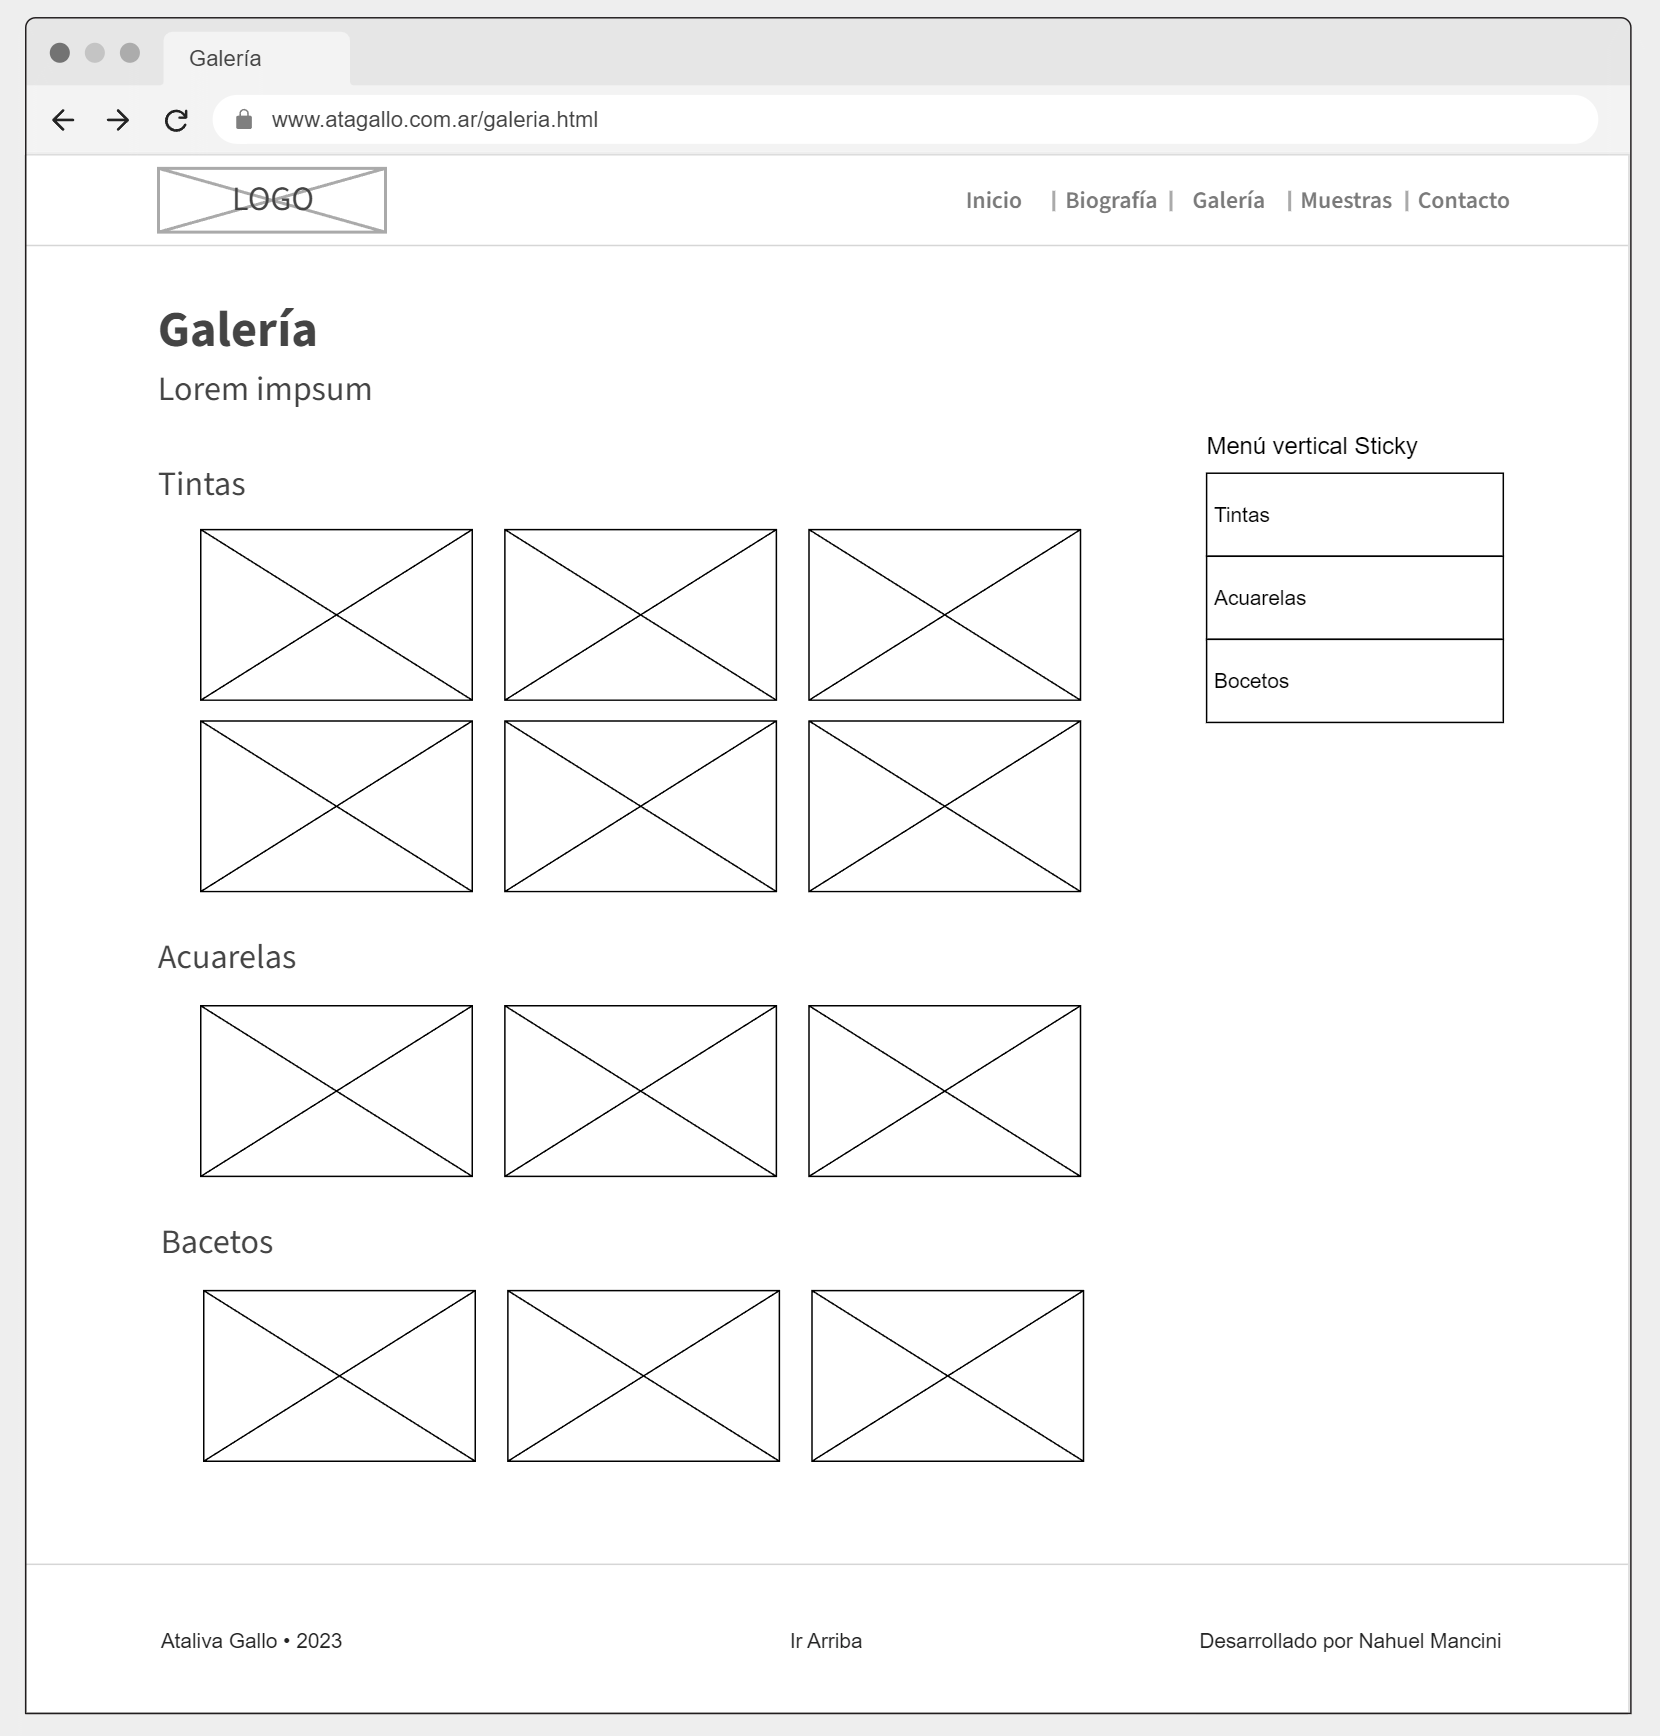 Galería
www.atagallo.com.ar/galeria.html
LOGO
Inicio | Biografía | Galería | Muestras | Contacto
Galería
Lorem impsum
Menú vertical Sticky
Tintas
Acuarelas
Bocetos
Tintas
Acuarelas
Bacetos
Ataliva Gallo • 2023
Ir Arriba
Desarrollado por Nahuel Mancini